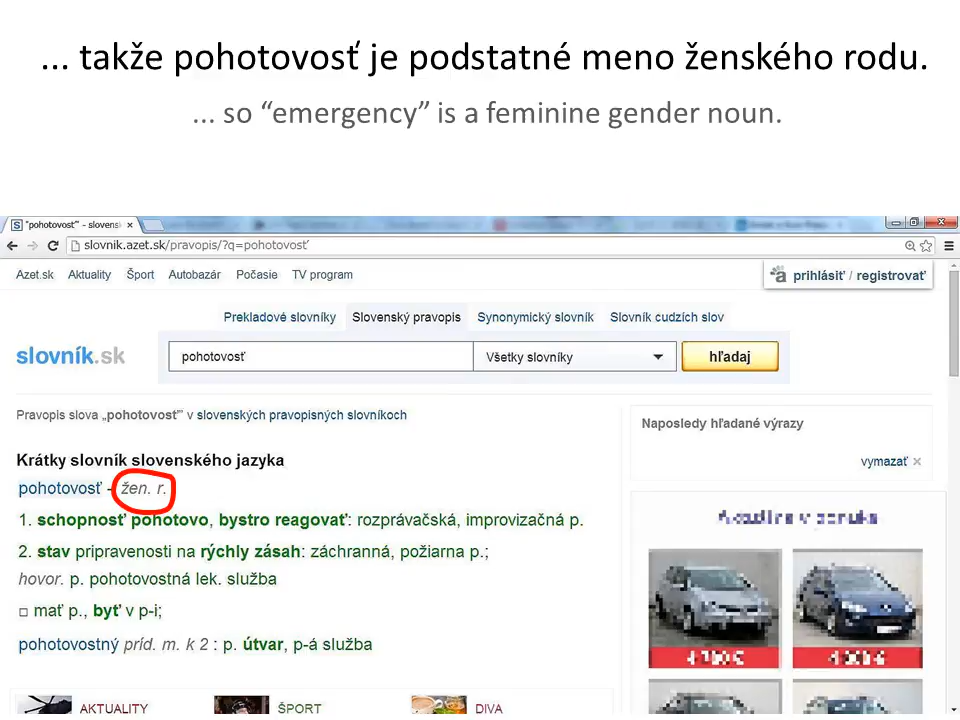 ... takže pohotovosť je podstatné meno ženského rodu.
... so “emergency” is a feminine gender noun.
"pohotovosť" - slovensk
slovnik.azet.sk/pravopis/?q=pohotovosť
Azet.sk Aktuality Šport Autobazár Počasie TV program
prihlásiť / registrovať
Prekladové slovníky Slovenský pravopis Synonymický slovník Slovník cudzích slov
slovník.sk
pohotovosť Všetky slovníky hľadaj
Pravopis slova „pohotovosť” v slovenských pravopisných slovníkoch
Naposledy hľadané výrazy
vymazať
Krátky slovník slovenského jazyka
pohotovosť - žen. r.
1. schopnosť pohotovo, bystro reagovať: rozprávačská, improvizačná p.
2. stav pripravenosti na rýchly zásah: záchranná, požiarna p.;
hovor. p. pohotovostná lek. služba
□ mať p., byť v p-i;
pohotovostný príd. m. k 2 : p. útvar, p-á služba
AKTUALITY ŠPORT DIVA